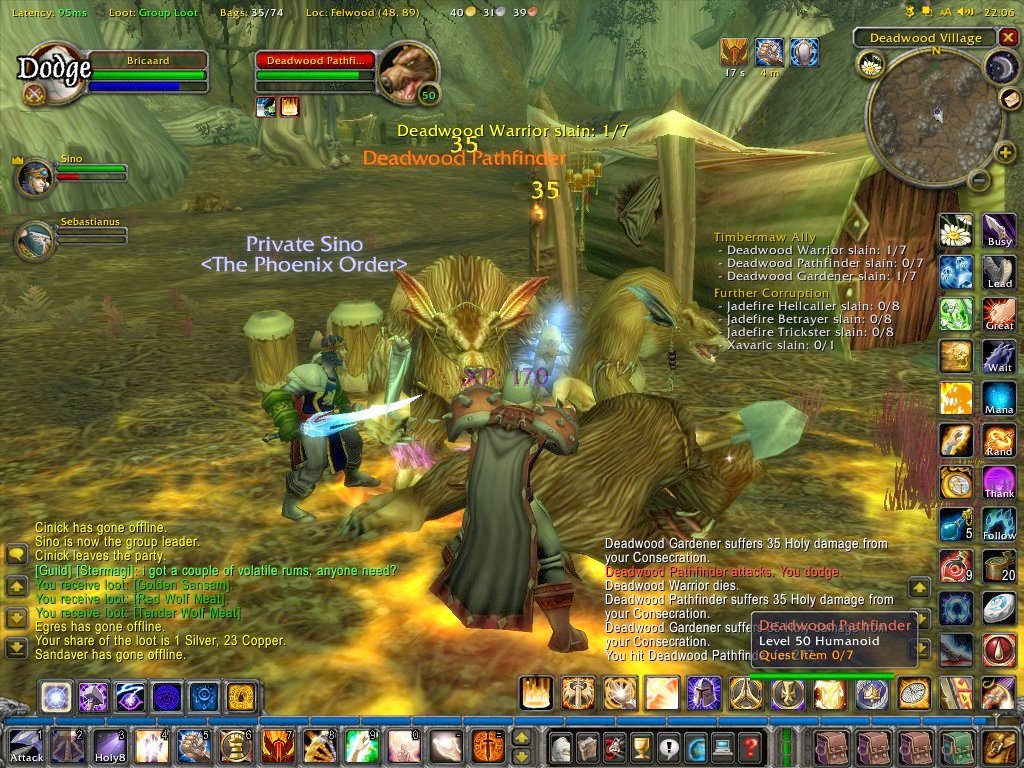 Latency: 95ms Loot: Group Loot Bags: 35/74 Loc: Felwood (48, 89) 40 31 39 22:06
Deadwood Village
N
Dodge
Bricaard
Deadwood Pathfi...
50
17 s 4 m
Deadwood Warrior slain: 1/7
35
Deadwood Pathfinder
35
Sino
Sebastianus
Private Sino
<The Phoenix Order>
XP: 170
Timbermaw Ally
- Deadwood Warrior slain: 1/7
- Deadwood Pathfinder slain: 0/7
- Deadwood Gardener slain: 1/7
Further Corruption
- Jadefire Hellcaller slain: 0/8
- Jadefire Betrayer slain: 0/8
- Jadefire Trickster slain: 0/8
- Xavaric slain: 0/1
Busy
Lead
Great
Wait
Mana
Rand
Thank
5 Follow
9 20
Cinick has gone offline.
Sino is now the group leader.
Cinick leaves the party.
[Guild] [Stermaqi]: i got a couple of volatile rums, anyone need?
You receive loot: [Golden Sansam].
You receive loot: [Red Wolf Meat].
You receive loot: [Tender Wolf Meat].
Egres has gone offline.
Your share of the loot is 1 Silver, 23 Copper.
Sandaver has gone offline.
Deadwood Gardener suffers 35 Holy damage from
your Consecration.
Deadwood Pathfinder attacks. You dodge.
Deadwood Warrior dies.
Deadwood Pathfinder suffers 35 Holy damage from
your Consecration.
Deadwood Gardener suffers 35 Holy damage from
your Consecration.
You hit Deadwood Pathfinder
Deadwood Pathfinder
Level 50 Humanoid
Quest Item 0/7
1 2 3 4 5 6 7 8 9 0 - =
Attack Holy8